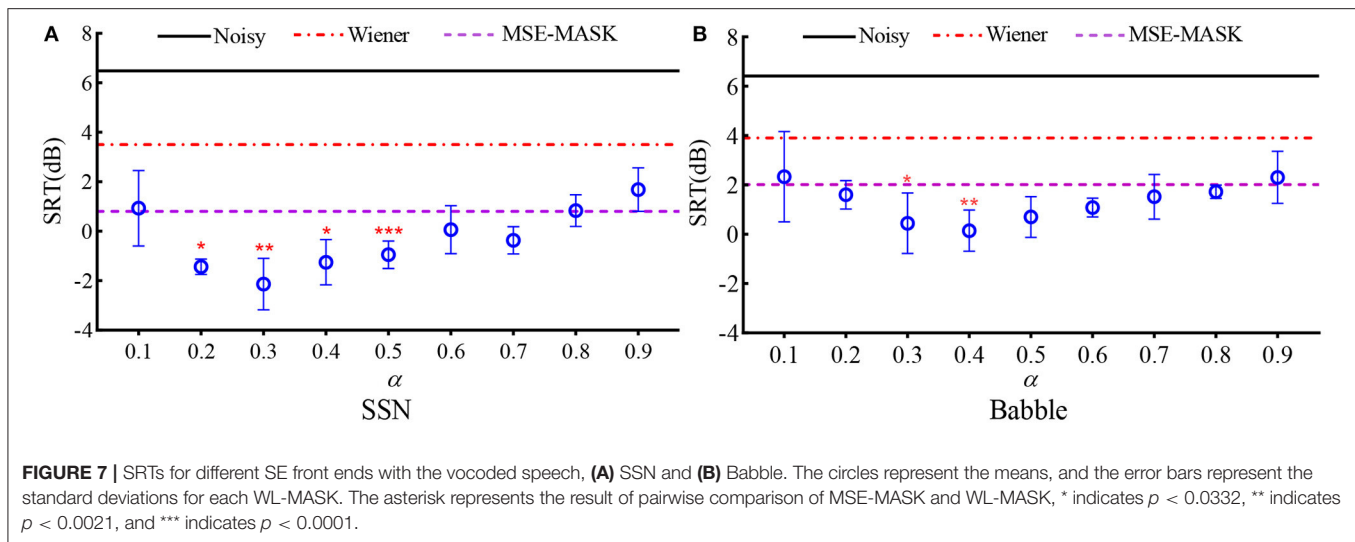 A
Noisy Wiener MSE-MASK
SRT(dB)
8
6
4
2
0
-2
-4
* ** * ***
0.1 0.2 0.3 0.4 0.5 0.6 0.7 0.8 0.9
α
SSN
B
Noisy Wiener MSE-MASK
SRT(dB)
8
6
4
2
0
-2
-4
* **
0.1 0.2 0.3 0.4 0.5 0.6 0.7 0.8 0.9
α
Babble
FIGURE 7 | SRTs for different SE front ends with the vocoded speech, (A) SSN and (B) Babble. The circles represent the means, and the error bars represent the
standard deviations for each WL-MASK. The asterisk represents the result of pairwise comparison of MSE-MASK and WL-MASK, * indicates p < 0.0332, ** indicates
p < 0.0021, and *** indicates p < 0.0001.